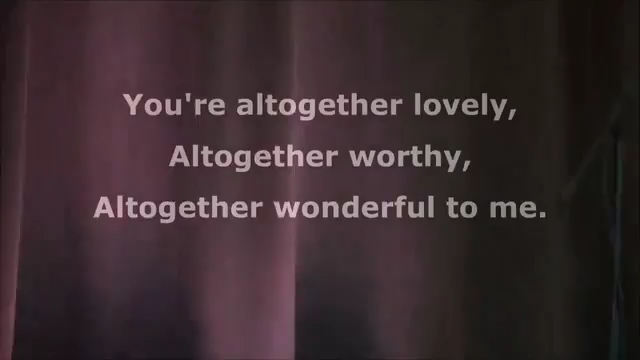 You're altogether lovely,
Altogether worthy,
Altogether wonderful to me.